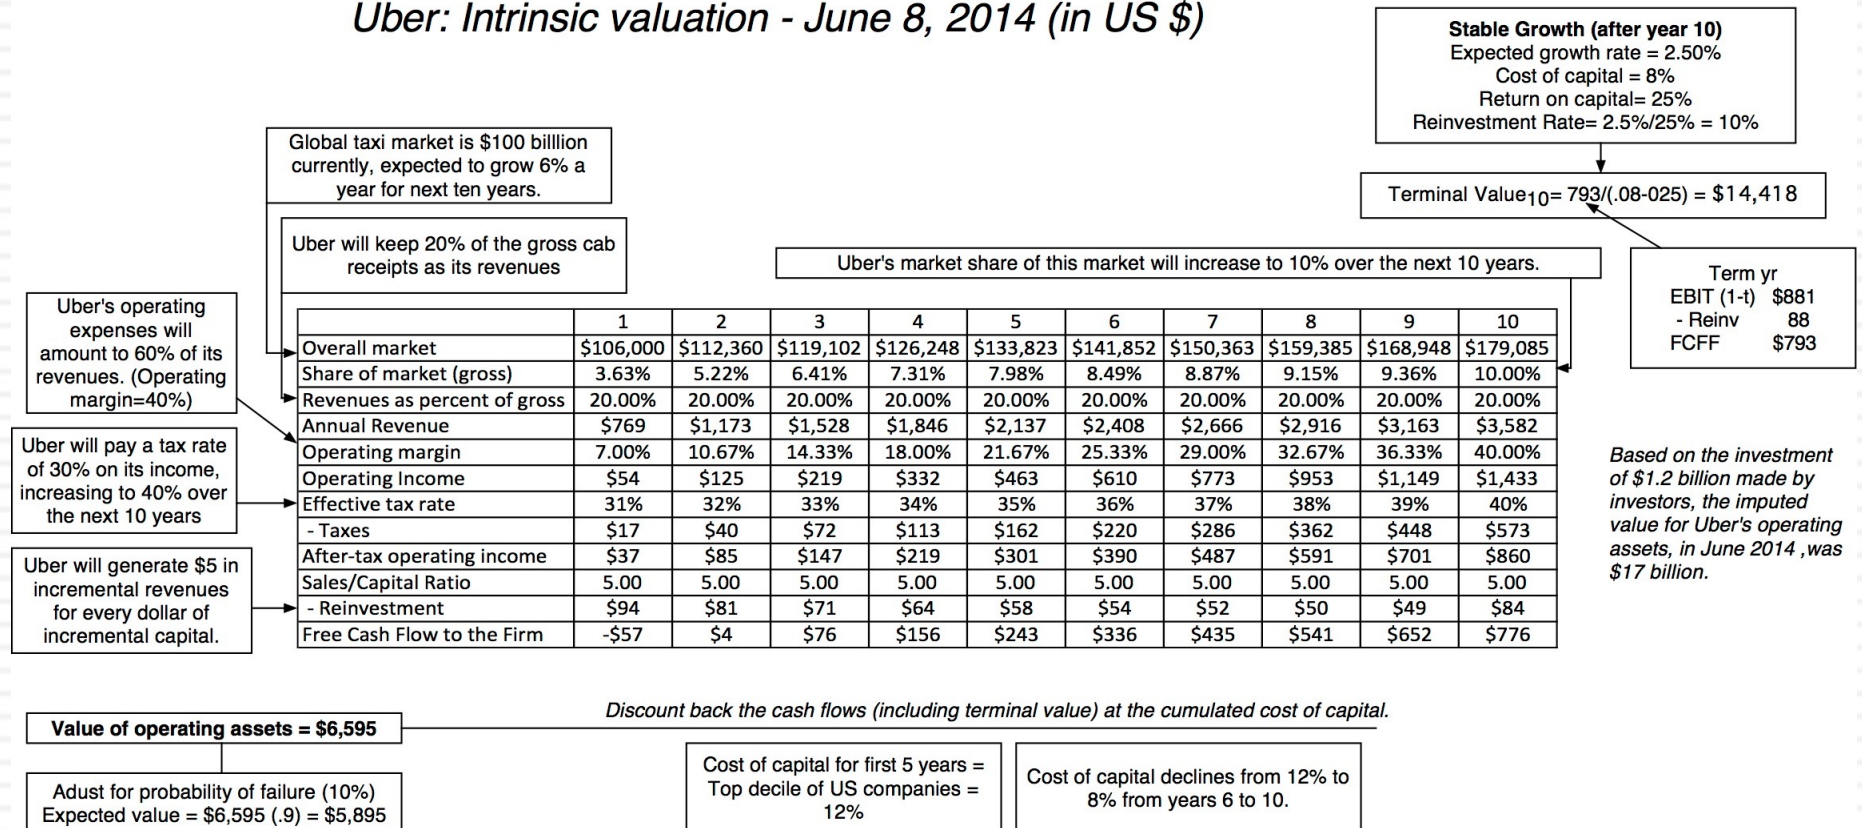 Uber: Intrinsic valuation - June 8, 2014 (in US $)
Stable Growth (after year 10)
Expected growth rate = 2.50%
Cost of capital = 8%
Return on capital= 25%
Reinvestment Rate= 2.5%/25% = 10%
Global taxi market is $100 billlion
currently, expected to grow 6% a
year for next ten years.
Terminal Value10= 793/(.08-025) = $14,418
Uber will keep 20% of the gross cab
receipts as its revenues
Uber's market share of this market will increase to 10% over the next 10 years.
Term yr
EBIT (1-t) $881
- Reinv 88
FCFF $793
Uber's operating
expenses will
amount to 60% of its
revenues. (Operating
margin=40%)
Uber will pay a tax rate
of 30% on its income,
increasing to 40% over
the next 10 years
Uber will generate $5 in
incremental revenues
for every dollar of
incremental capital.
1 2 3 4 5 6 7 8 9 10
Overall market $106,000 $112,360 $119,102 $126,248 $133,823 $141,852 $150,363 $159,385 $168,948 $179,085
Share of market (gross) 3.63% 5.22% 6.41% 7.31% 7.98% 8.49% 8.87% 9.15% 9.36% 10.00%
Revenues as percent of gross 20.00% 20.00% 20.00% 20.00% 20.00% 20.00% 20.00% 20.00% 20.00% 20.00%
Annual Revenue $769 $1,173 $1,528 $1,846 $2,137 $2,408 $2,666 $2,916 $3,163 $3,582
Operating margin 7.00% 10.67% 14.33% 18.00% 21.67% 25.33% 29.00% 32.67% 36.33% 40.00%
Operating Income $54 $125 $219 $332 $463 $610 $773 $953 $1,149 $1,433
Effective tax rate 31% 32% 33% 34% 35% 36% 37% 38% 39% 40%
- Taxes $17 $40 $72 $113 $162 $220 $286 $362 $448 $573
After-tax operating income $37 $85 $147 $219 $301 $390 $487 $591 $701 $860
Sales/Capital Ratio 5.00 5.00 5.00 5.00 5.00 5.00 5.00 5.00 5.00 5.00
- Reinvestment $94 $81 $71 $64 $58 $54 $52 $50 $49 $84
Free Cash Flow to the Firm -$57 $4 $76 $156 $243 $336 $435 $541 $652 $776
Based on the investment
of $1.2 billion made by
investors, the imputed
value for Uber's operating
assets, in June 2014 ,was
$17 billion.
Discount back the cash flows (including terminal value) at the cumulated cost of capital.
Value of operating assets = $6,595
Adust for probability of failure (10%)
Expected value = $6,595 (.9) = $5,895
Cost of capital for first 5 years =
Top decile of US companies =
12%
Cost of capital declines from 12% to
8% from years 6 to 10.